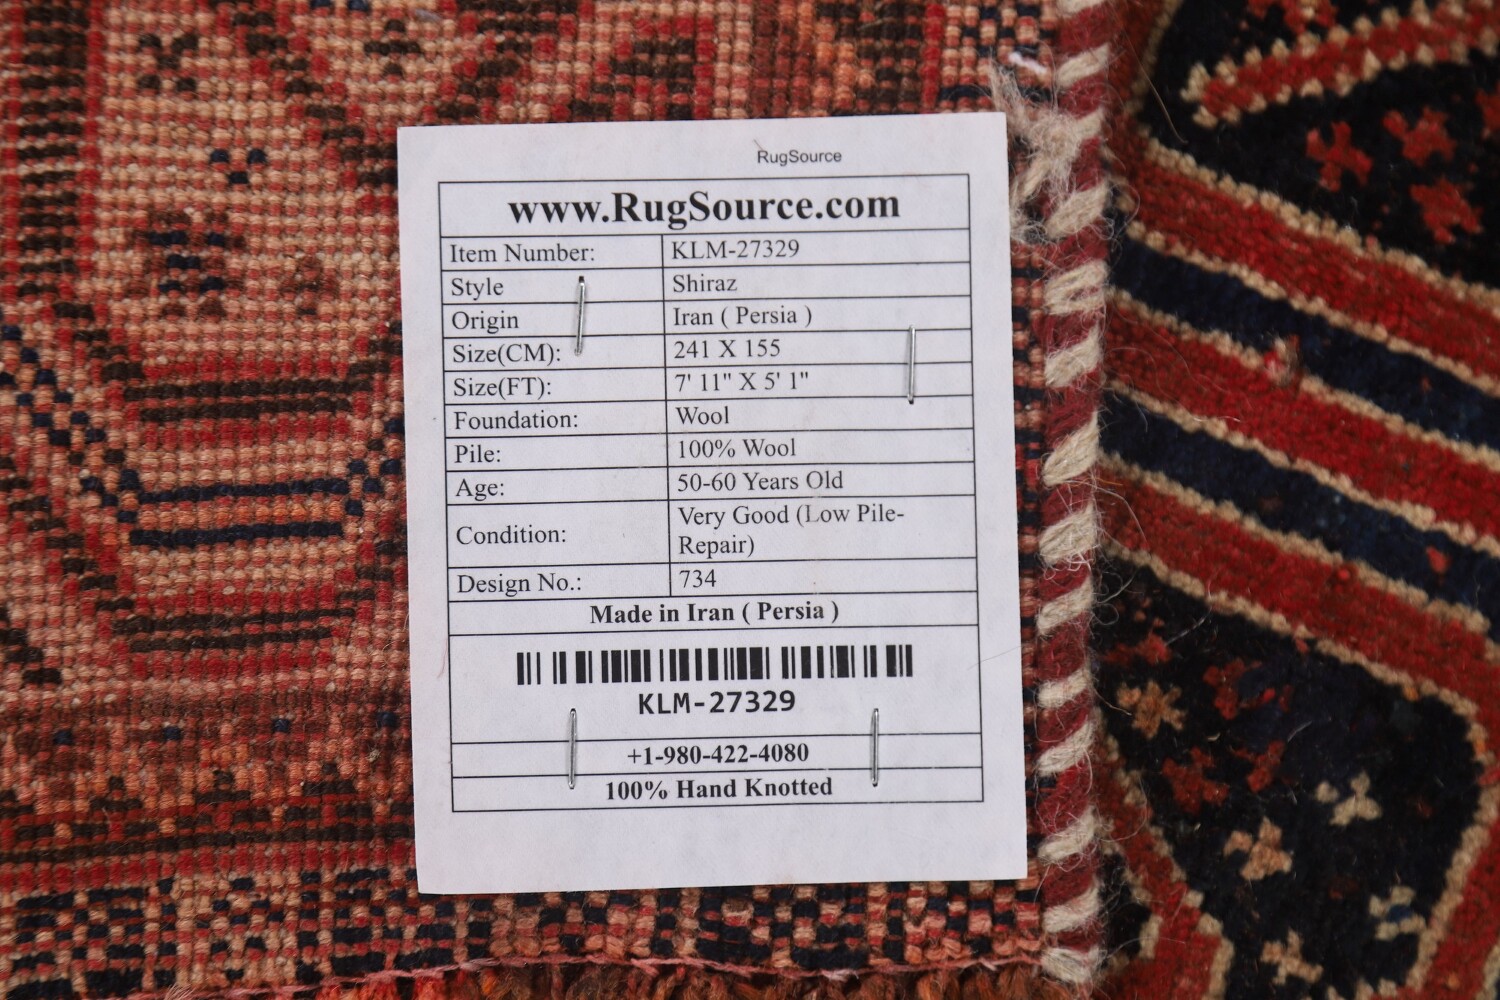 RugSource
www.RugSource.com
Item Number: KLM-27329
Style Shiraz
Origin Iran ( Persia )
Size(CM): 241 X 155
Size(FT): 7' 11" X 5' 1"
Foundation: Wool
Pile: 100% Wool
Age: 50-60 Years Old
Condition: Very Good (Low Pile-
Repair)
Design No.: 734
Made in Iran ( Persia )
KLM-27329
+1-980-422-4080
100% Hand Knotted